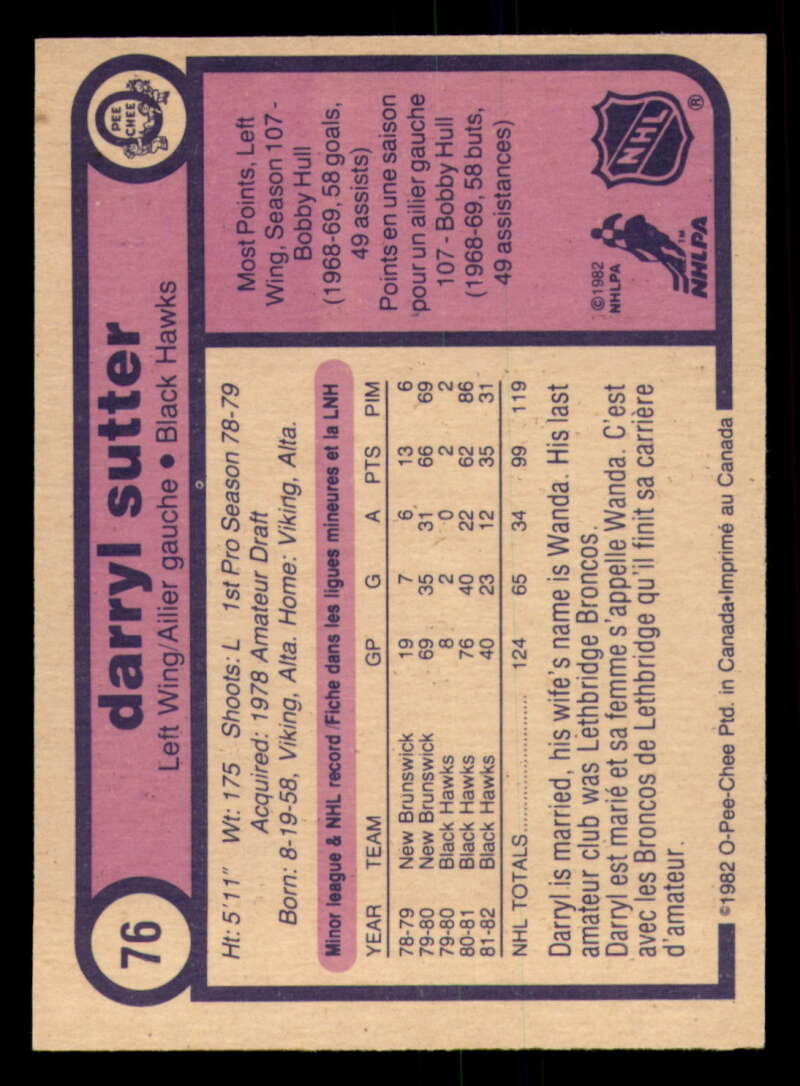 76
darryl sutter
Left Wing/Ailier gauche • Black Hawks
O
PEE
CHEE
Ht: 5'11" Wt: 175 Shoots: L 1st Pro Season 78-79
Acquired: 1978 Amateur Draft
Born: 8-19-58, Viking, Alta. Home: Viking, Alta.
Minor league & NHL record/Fiche dans les ligues mineures et la LNH
YEAR TEAM GP G A PTS PIM
78-79 New Brunswick 19 7 6 13 6
79-80 New Brunswick 69 35 31 66 69
79-80 Black Hawks 8 2 0 2 2
80-81 Black Hawks 76 40 22 62 86
81-82 Black Hawks 40 23 12 35 31
NHL TOTALS.................... 124 65 34 99 119
Darryl is married, his wife's name is Wanda. His last
amateur club was Lethbridge Broncos.
Darryl est marié et sa femme s'appelle Wanda. C'est
avec les Broncos de Lethbridge qu'il finit sa carrière
d'amateur.
Most Points, Left
Wing, Season 107 -
Bobby Hull
(1968-69, 58 goals,
49 assists)
Points en une saison
pour un ailier gauche
107 - Bobby Hull
(1968-69, 58 buts,
49 assistances)
©1982
NHLPA
NHLPA™
NHL®
©1982 O-Pee-Chee Ptd. in Canada•Imprimé au Canada